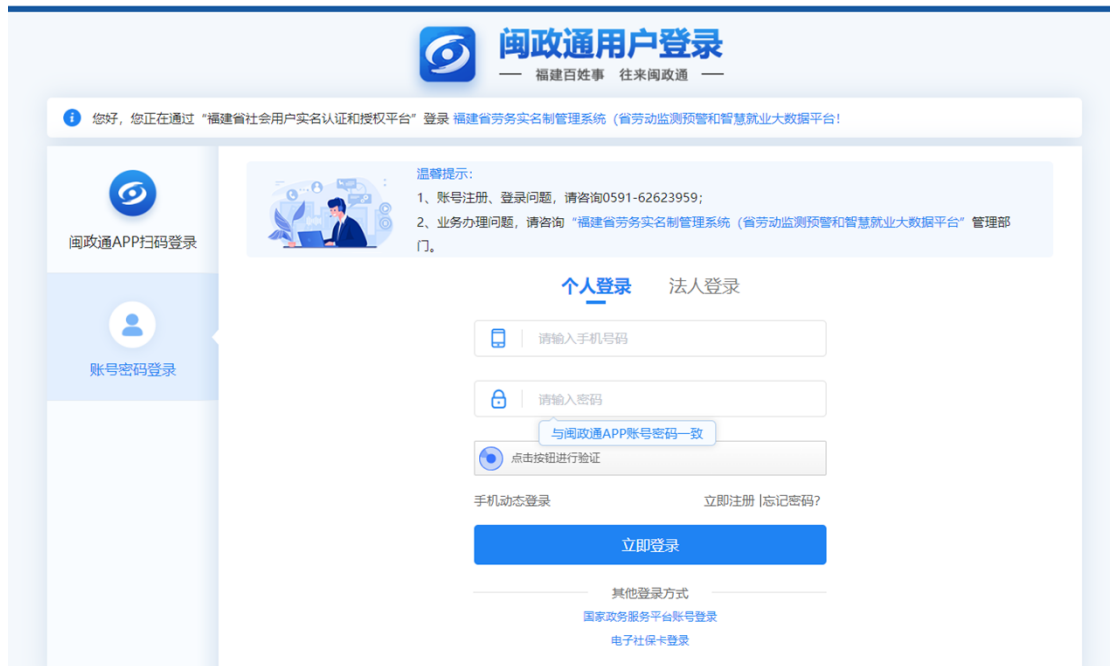 闽政通用户登录
福建百姓事 往来闽政通
您好，您正在通过“福建省社会用户实名认证和授权平台”登录 福建省劳务实名制管理系统（省劳动监测预警和智慧就业大数据平台！
闽政通APP扫码登录
账号密码登录
温馨提示：
1、账号注册、登录问题，请咨询0591-62623959;
2、业务办理问题，请咨询“福建省劳务实名制管理系统（省劳动监测预警和智慧就业大数据平台”管理部
门。
个人登录 法人登录
请输入手机号码
请输入密码
与闽政通APP账号密码一致
点击按钮进行验证
手机动态登录 立即注册 |忘记密码?
立即登录
其他登录方式
国家政务服务平台账号登录
电子社保卡登录